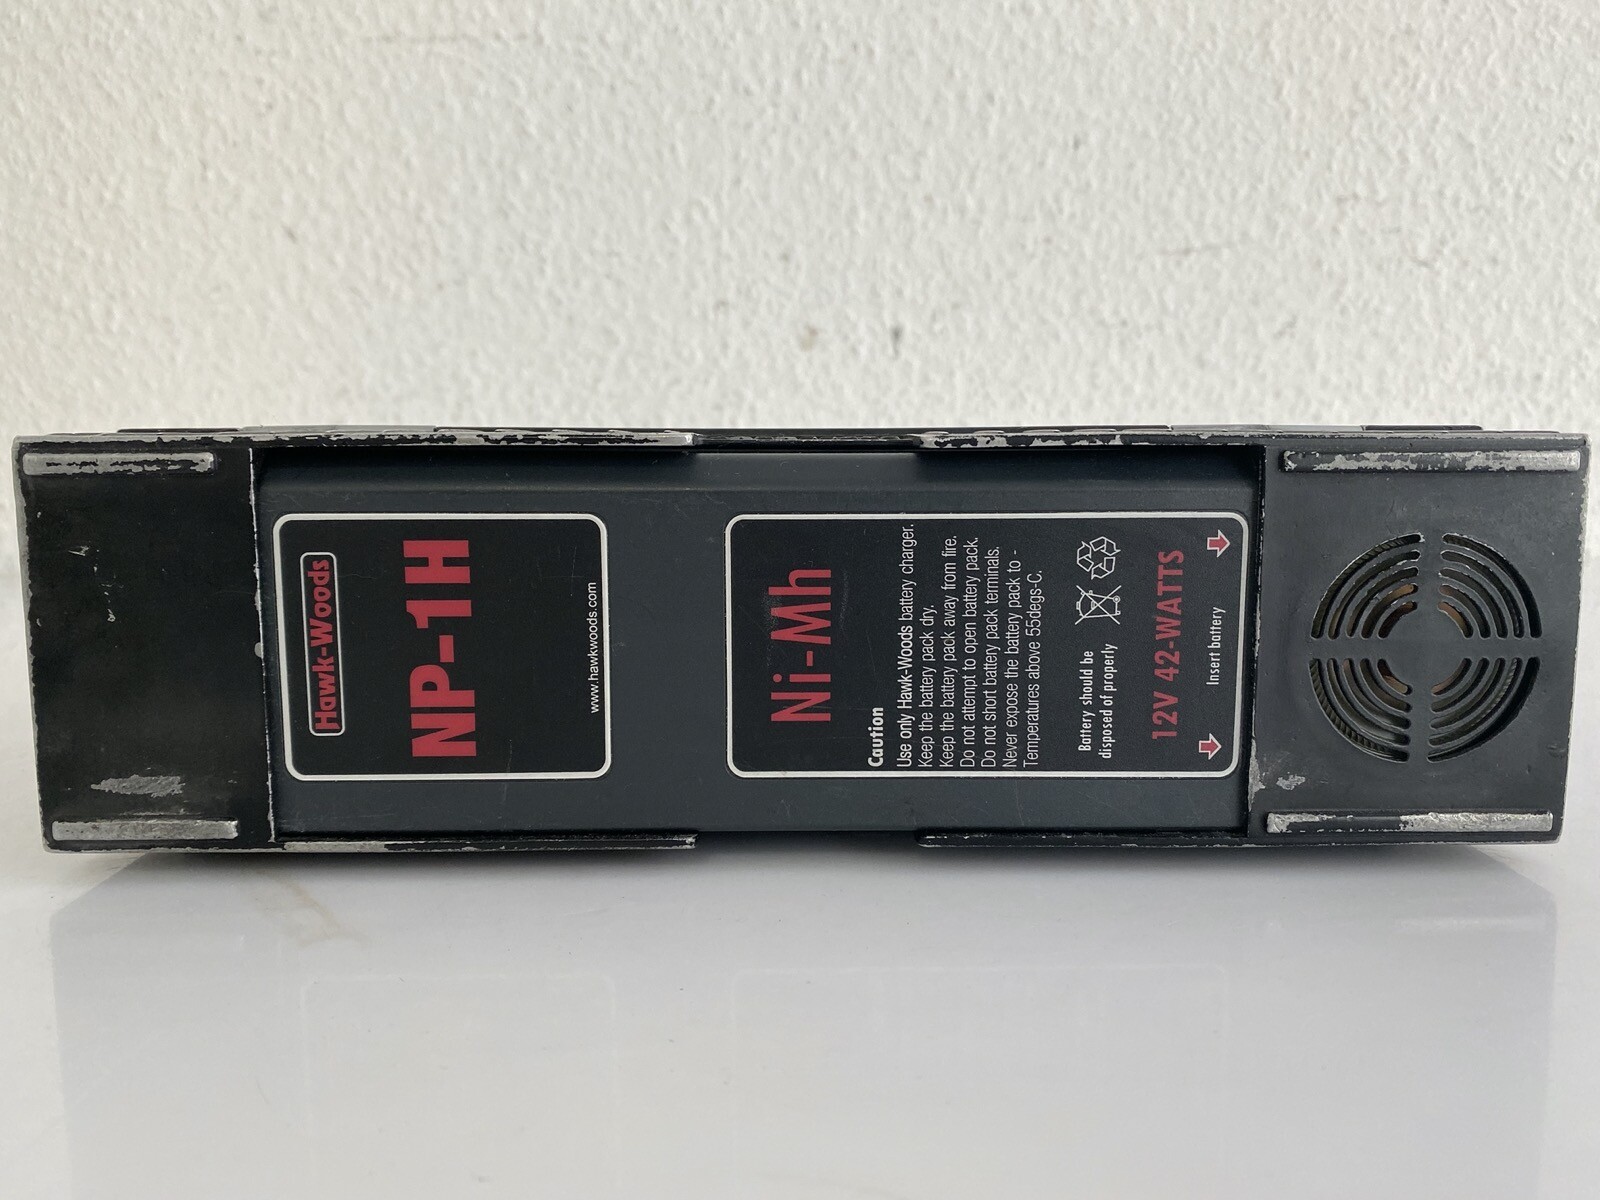 Hawk-Woods
NP-1H
www.hawkwoods.com
Ni-Mh
Caution
Use only Hawk-Woods battery charger.
Keep the battery pack dry.
Keep the battery pack away from fire.
Do not attempt to open battery pack.
Do not short battery pack terminals.
Never expose the battery pack to -
Temperatures above 55degs-C.
Battery should be
disposed of properly
12V 42-WATTS
Insert battery